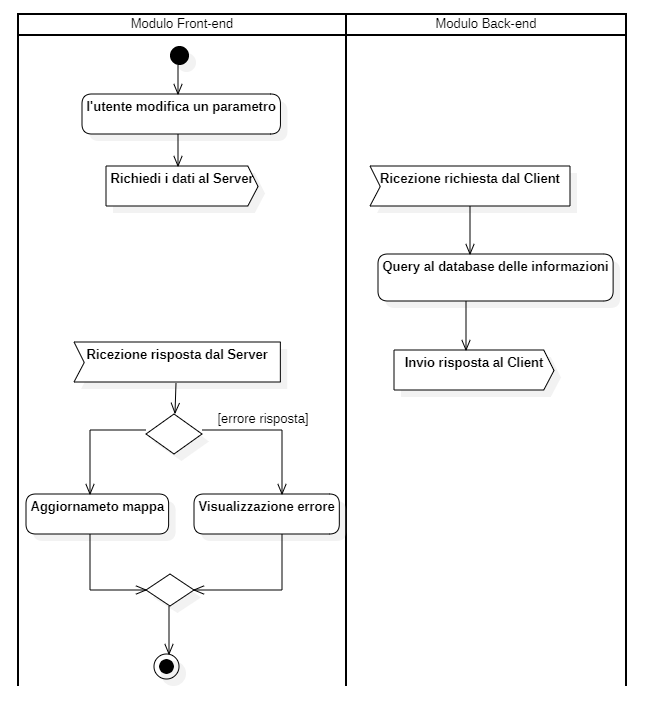 Modulo Front-end
Modulo Back-end
l'utente modifica un parametro
Richiedi i dati al Server
Ricezione richiesta dal Client
Query al database delle informazioni
Ricezione risposta dal Server
Invio risposta al Client
[errore risposta]
Aggiornameto mappa
Visualizzazione errore